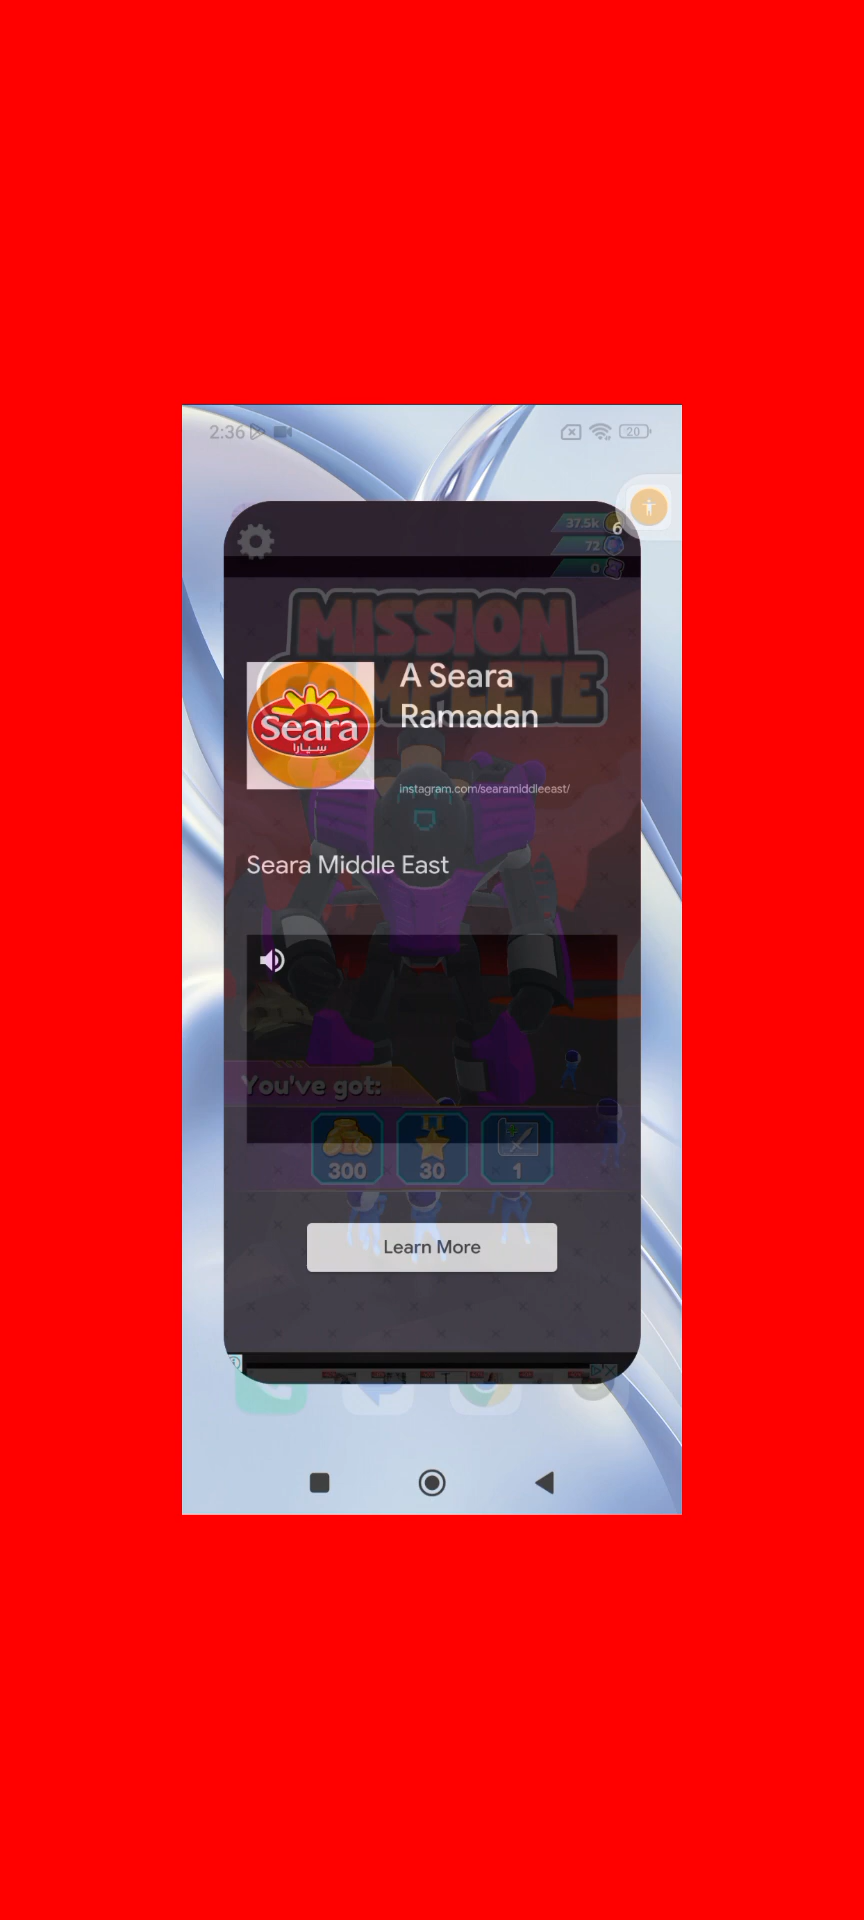 2:36
20
37.5k
6
72
0
MISSION
COMPLETE
Seara
سيارا
A Seara
Ramadan
instagram.com/searamiddleeast/
Seara Middle East
You've got:
300
30
1
Learn More